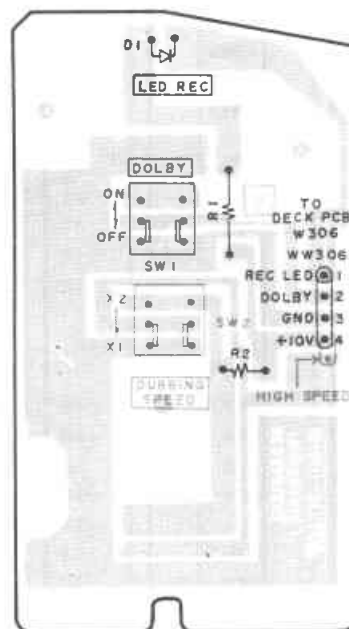 D1
LED REC
DOLBY
ON
OFF
SW1
R1
TO
DECK PCB
W306
WW306
REC LED 1
DOLBY 2
GND 3
+10V 4
X2
X1
SW2
R2
DUBBING
SPEED
HIGH SPEED